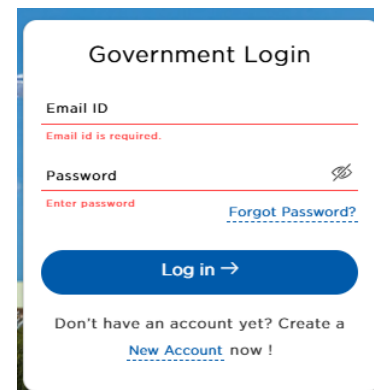 Government Login
Email ID
Email id is required.
Password
Enter password
Forgot Password?
Log in →
Don't have an account yet? Create a
New Account now !